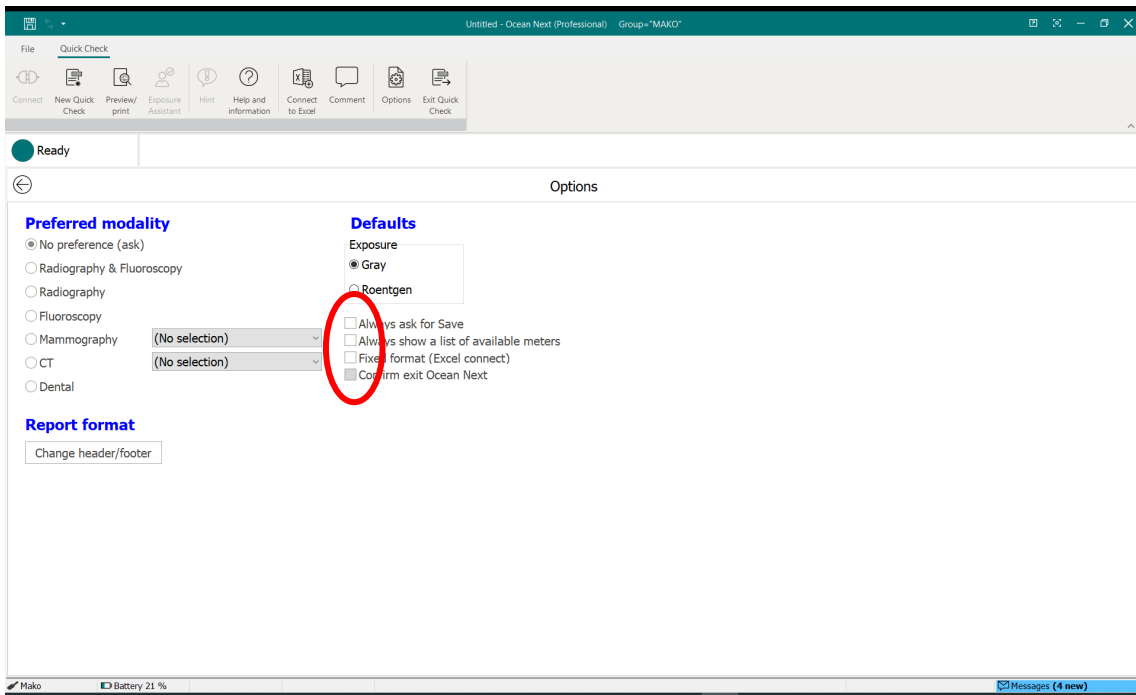 Untitled - Ocean Next (Professional) Group="MAKO"
File Quick Check
Connect
New Quick Check
Preview/ print
Exposure Assistant
Hint
Help and information
Connect to Excel
Comment
Options
Exit Quick Check
Ready
Options
Preferred modality
No preference (ask)
Radiography & Fluoroscopy
Radiography
Fluoroscopy
Mammography (No selection)
CT (No selection)
Dental
Report format
Change header/footer
Defaults
Exposure
Gray
Roentgen
Always ask for Save
Always show a list of available meters
Fixed format (Excel connect)
Confirm exit Ocean Next
Mako Battery 21 % Messages (4 new)